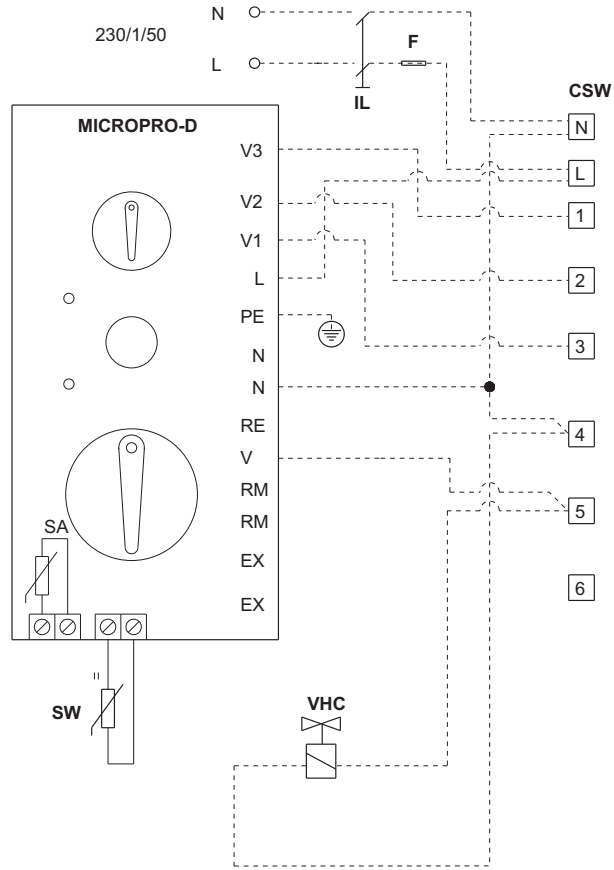 N
230/1/50
L
F
IL
CSW
N
L
1
2
3
4
5
6
MICROPRO-D
V3
V2
V1
L
PE
N
N
RE
V
RM
RM
EX
EX
SA
SW
VHC